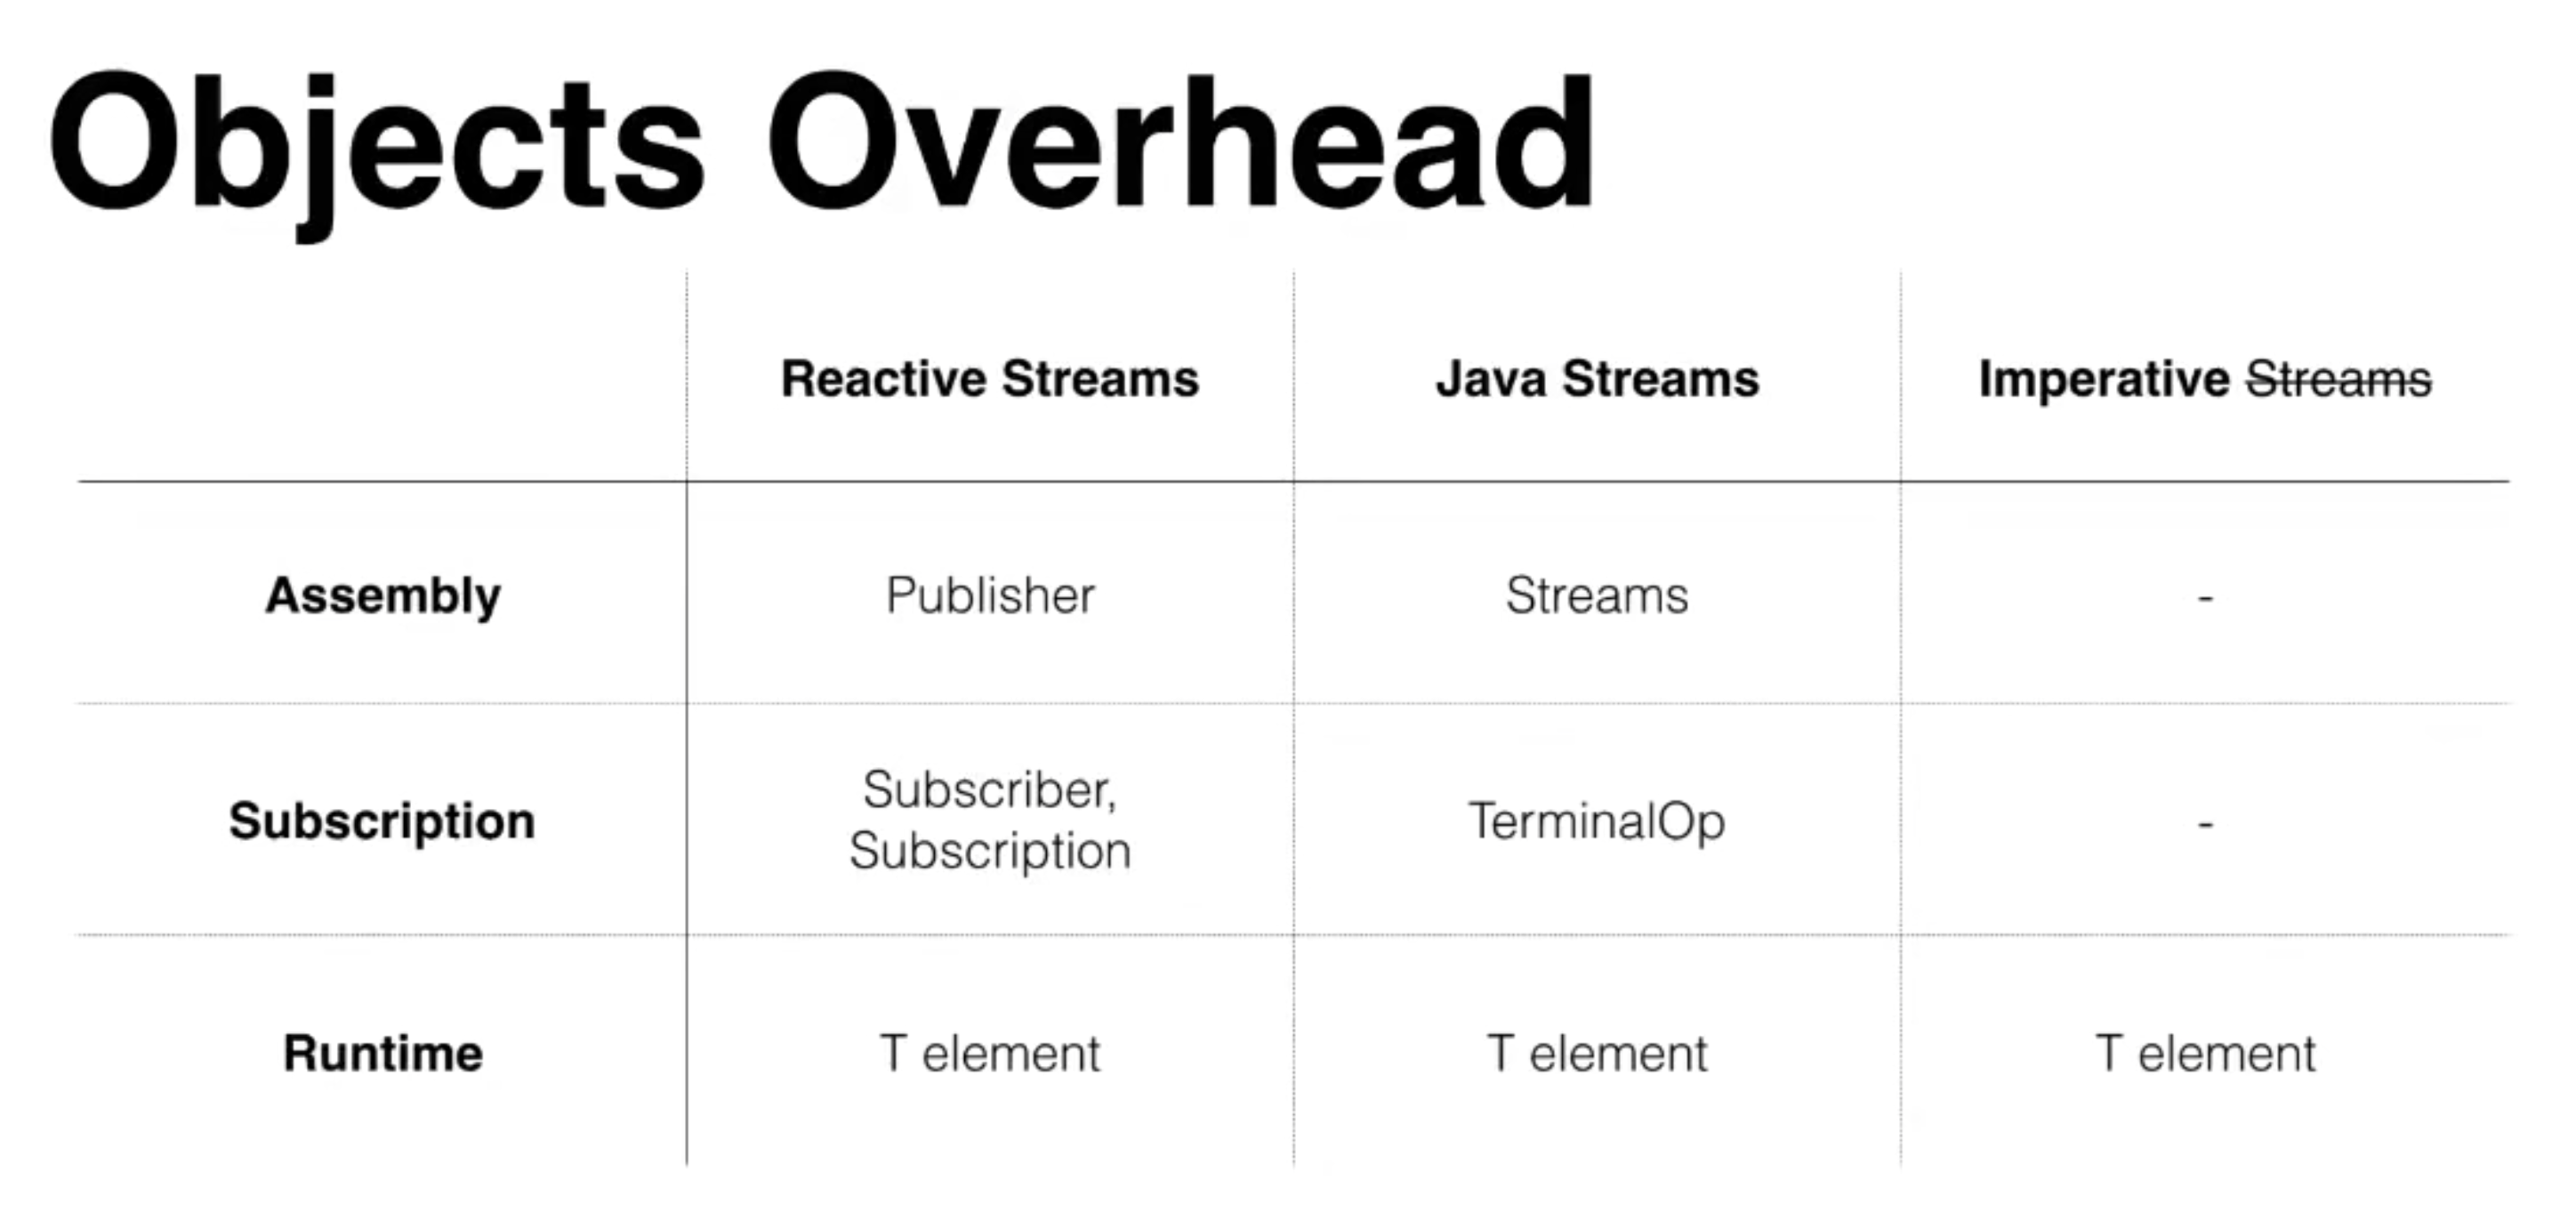 Objects Overhead
Reactive Streams Java Streams Imperative Streams
Assembly Publisher Streams -
Subscription Subscriber, Subscription TerminalOp -
Runtime T element T element T element